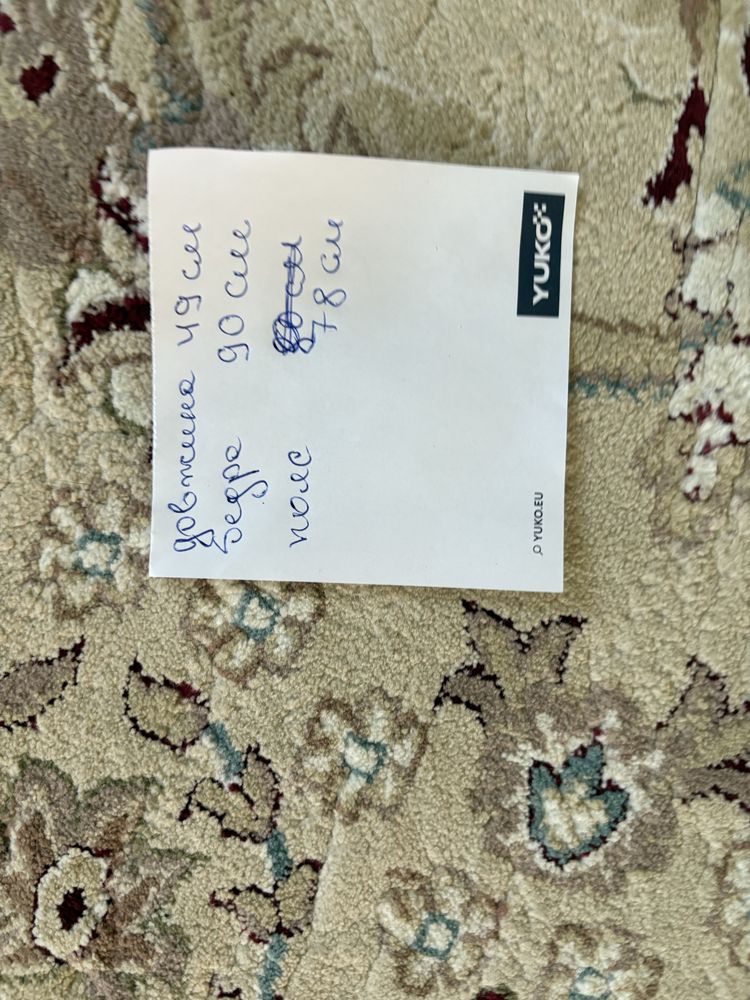 довжина 49 см
бедра 90 см
пояс
78 см
YUKO
YUKO.EU